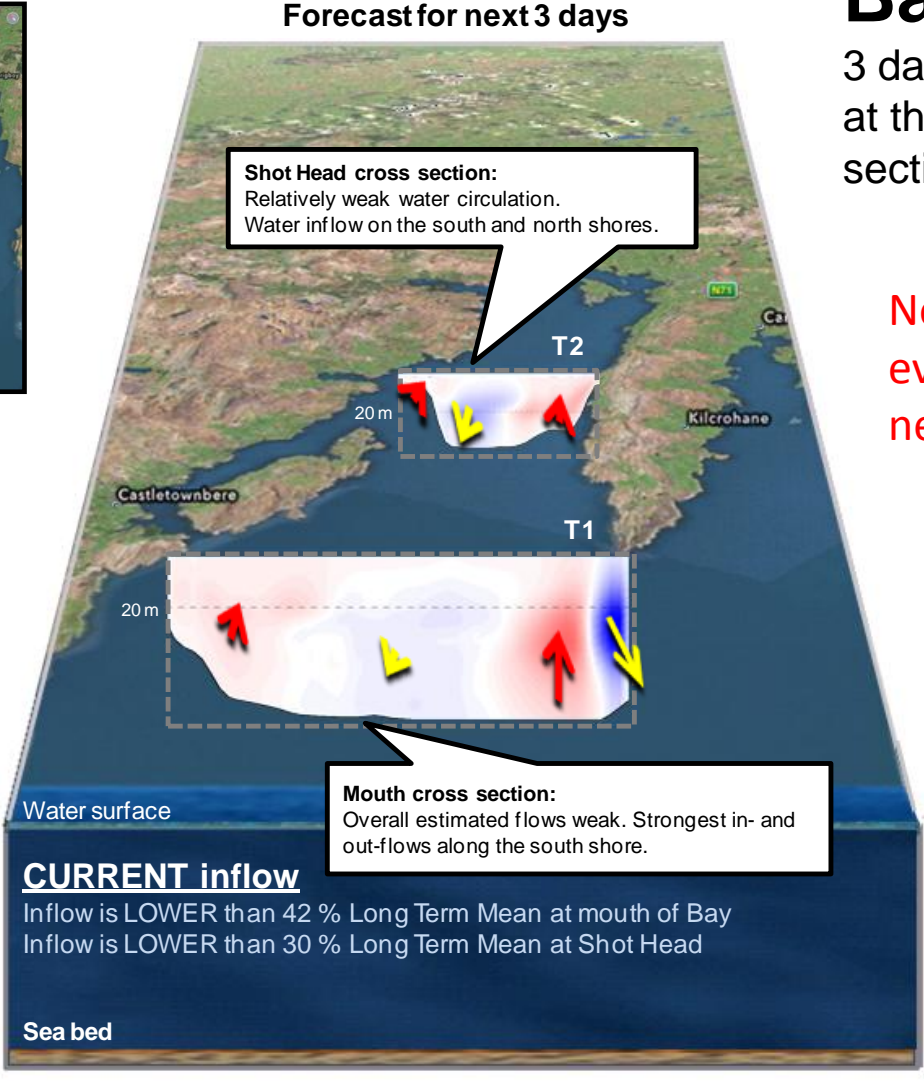 Forecast for next 3 days
Shot Head cross section:
Relatively weak water circulation.
Water inflow on the south and north shores.
N71
T2
20 m
Kilcrohane
Castletownbere
T1
20 m
Mouth cross section:
Overall estimated flows weak. Strongest in- and
out-flows along the south shore.
Water surface
CURRENT inflow
Inflow is LOWER than 42 % Long Term Mean at mouth of Bay
Inflow is LOWER than 30 % Long Term Mean at Shot Head
Sea bed
3
at